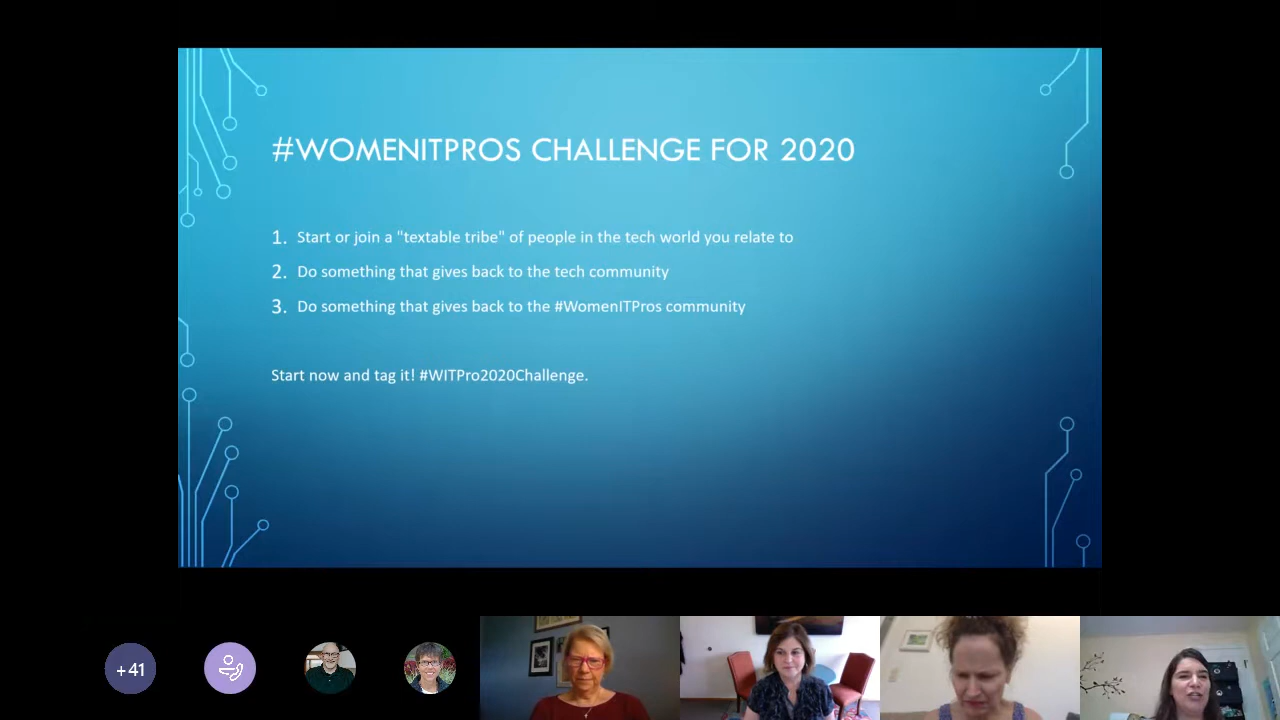 #WOMENITPROS CHALLENGE FOR 2020
1. Start or join a "textable tribe" of people in the tech world you relate to
2. Do something that gives back to the tech community
3. Do something that gives back to the #WomenITPros community
Start now and tag it! #WITPro2020Challenge.
+41